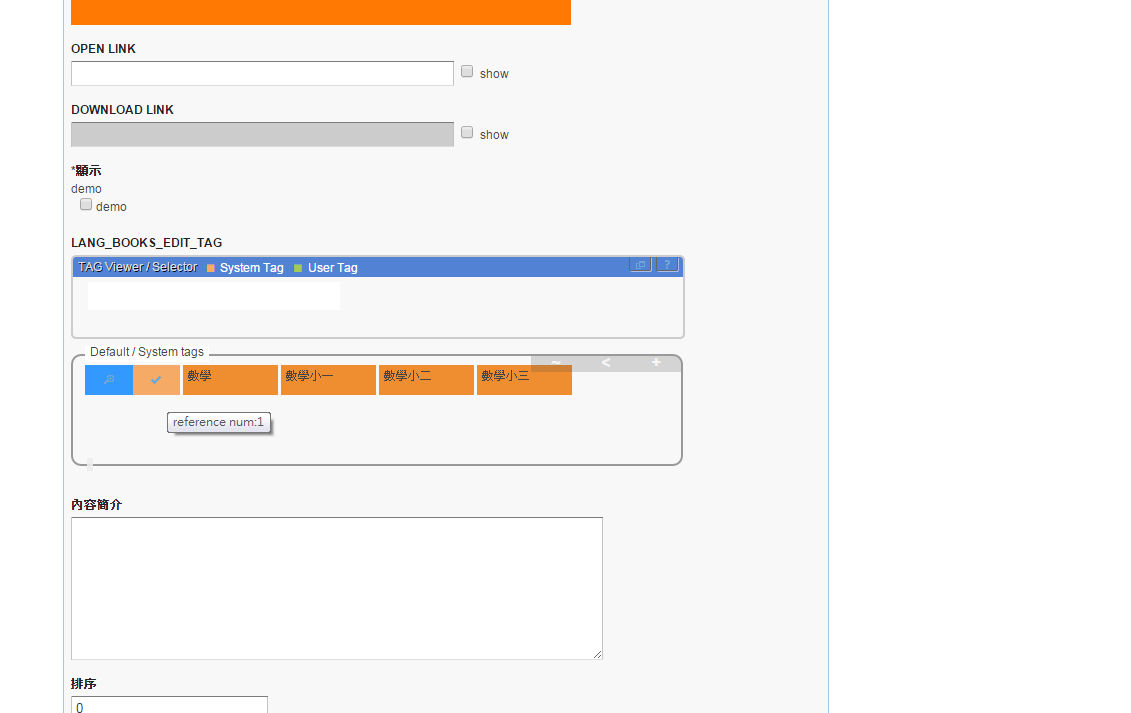 OPEN LINK
show
DOWNLOAD LINK
show
*顯示
demo
demo
LANG_BOOKS_EDIT_TAG
TAG Viewer / Selector System Tag User Tag ?
Default / System tags
~ < +
數學 數學小一 數學小二 數學小三
reference num:1
內容簡介
排序
0